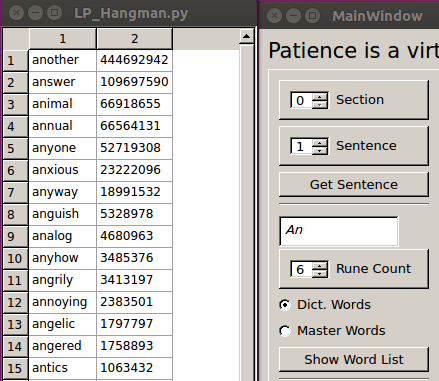 LP_Hangman.py
1 2
1 another 444692942
2 answer 109697590
3 animal 66918655
4 annual 66564131
5 anyone 52719308
6 anxious 23222096
7 anyway 18991532
8 anguish 5328978
9 analog 4680963
10 anyhow 3485376
11 angrily 3413197
12 annoying 2383501
13 angelic 1797797
14 angered 1758893
15 antics 1063432
MainWindow
Patience is a virt
0 Section
1 Sentence
Get Sentence
An
6 Rune Count
Dict. Words
Master Words
Show Word List